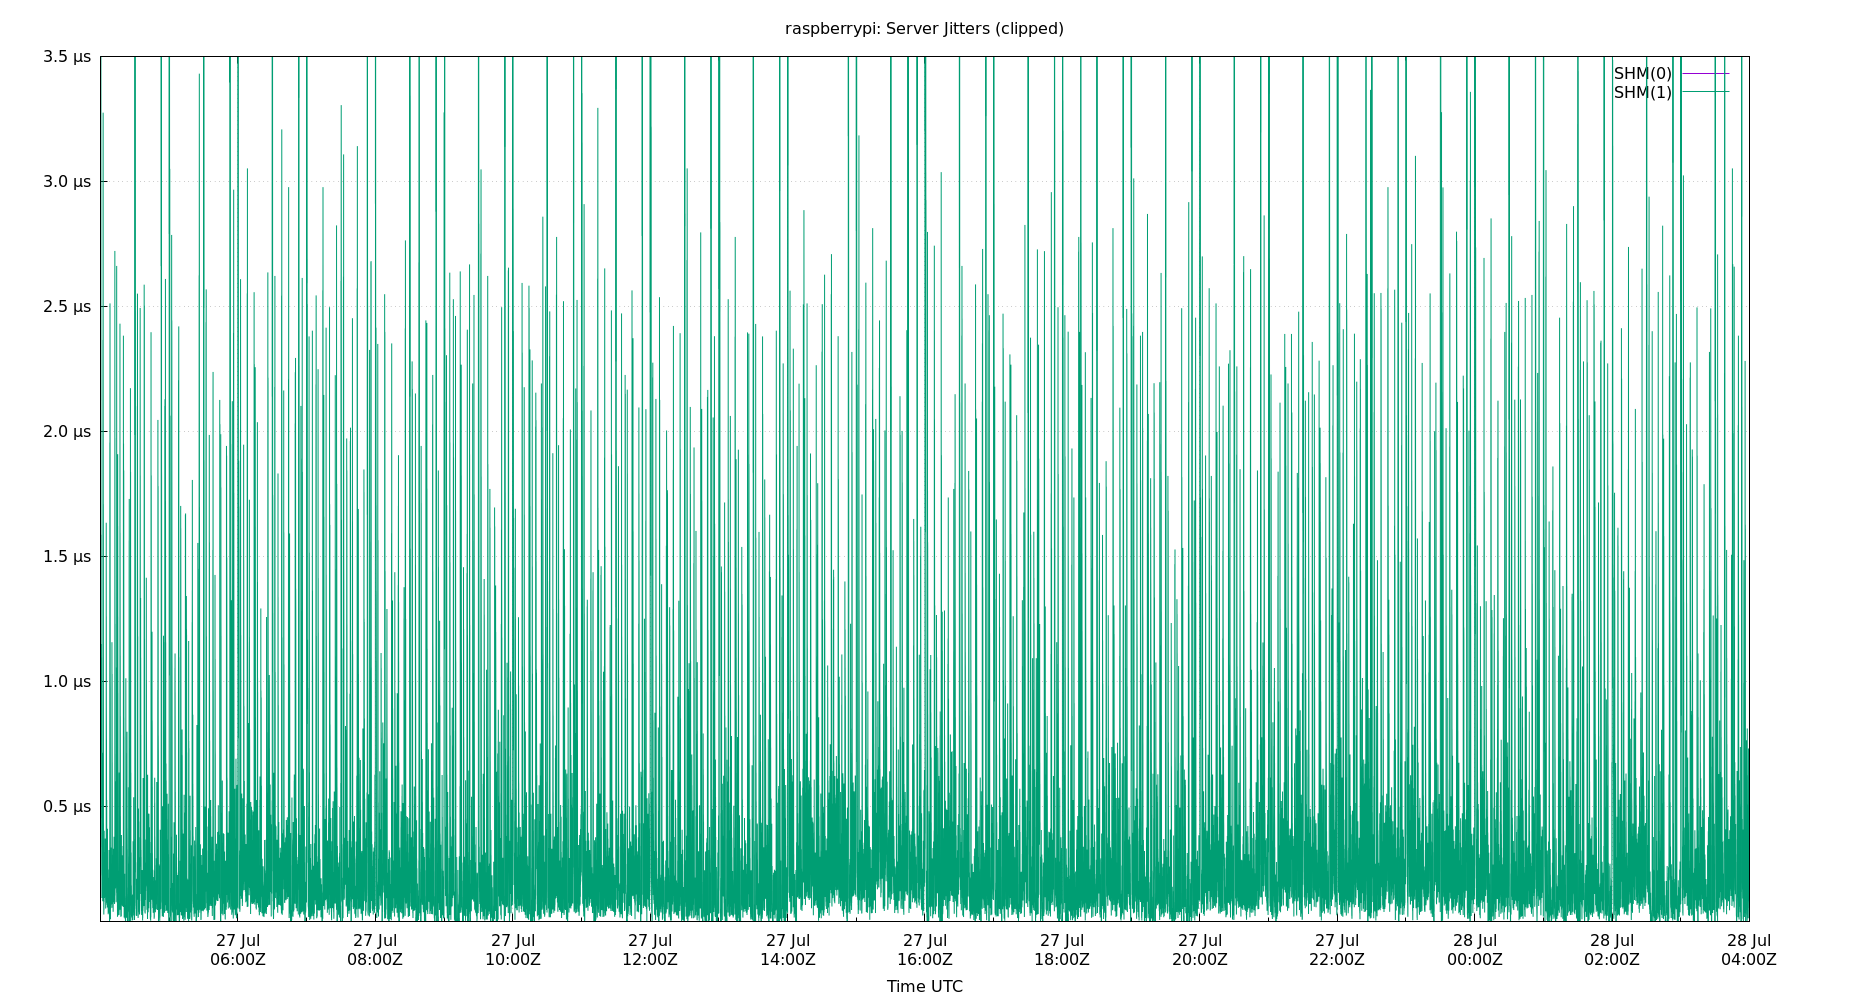 raspberrypi: Server Jitters (clipped)
3.5 µs
3.0 µs
2.5 µs
2.0 µs
1.5 µs
1.0 µs
0.5 µs
SHM(0)
SHM(1)
27 Jul 27 Jul 27 Jul 27 Jul 27 Jul 27 Jul 27 Jul 27 Jul 27 Jul 28 Jul 28 Jul 28 Jul
06:00Z 08:00Z 10:00Z 12:00Z 14:00Z 16:00Z 18:00Z 20:00Z 22:00Z 00:00Z 02:00Z 04:00Z
Time UTC